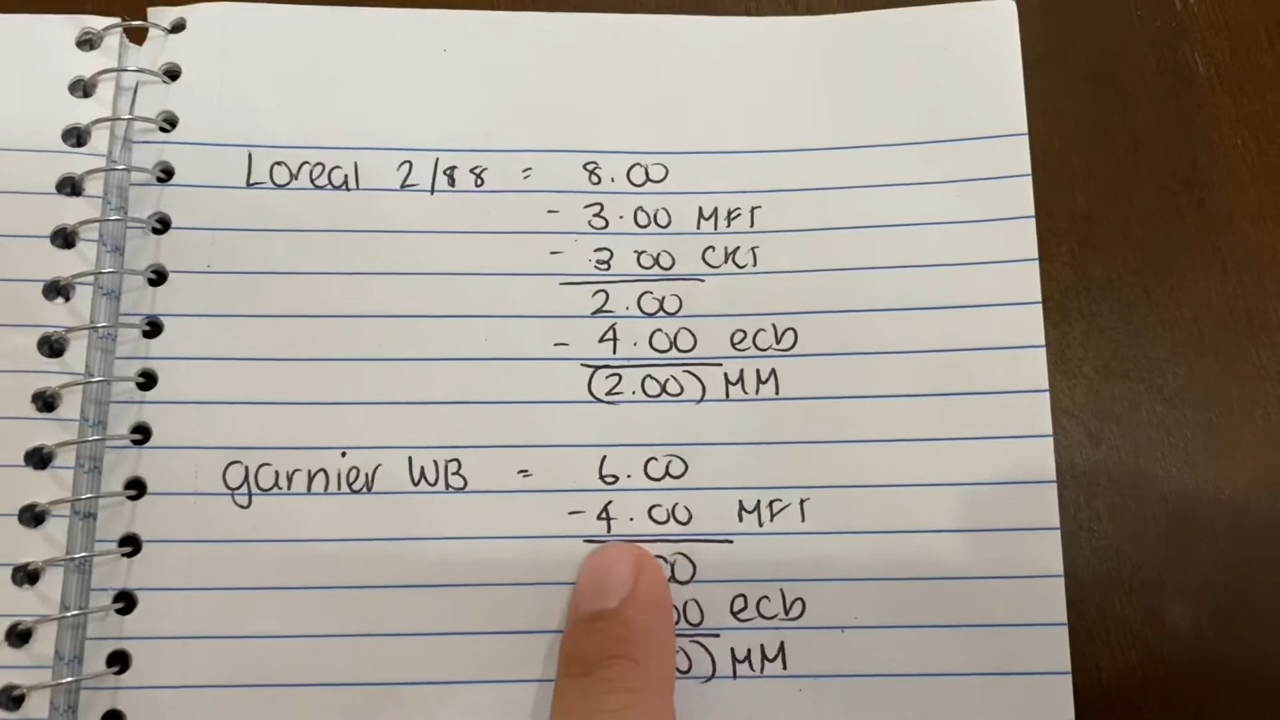 Loreal 2/$8 = 8.00
- 3.00 MFT
- 3 00 CRT
2.00
- 4.00 ecb
(2.00) MM
garnier WB = 6.00
- 4.00 MFT
ecb
MM